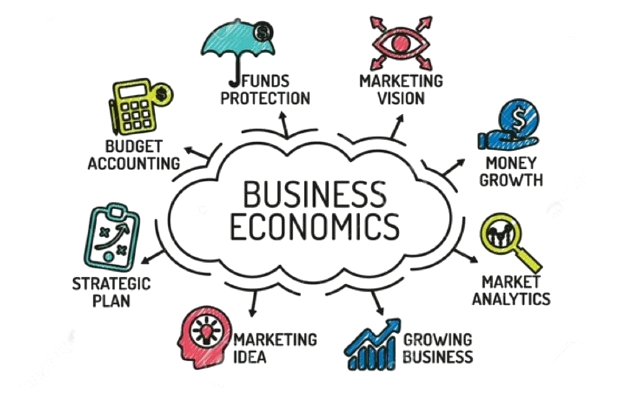 FUNDS
PROTECTION
MARKETING
VISION
BUDGET
ACCOUNTING
MONEY
GROWTH
BUSINESS
ECONOMICS
STRATEGIC
PLAN
MARKET
ANALYTICS
MARKETING
IDEA
GROWING
BUSINESS